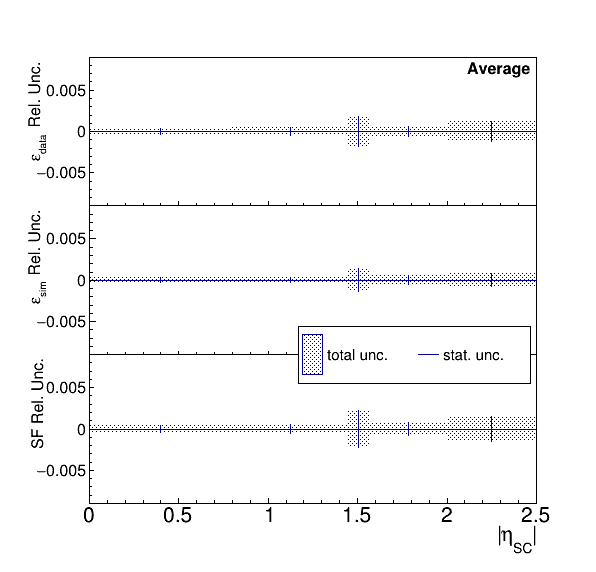 Average
ε_data Rel. Unc.
0.005
0
−0.005
ε_sim Rel. Unc.
0.005
0
−0.005
total unc.
stat. unc.
SF Rel. Unc.
0.005
0
−0.005
0 0.5 1 1.5 2 2.5
|η_SC|